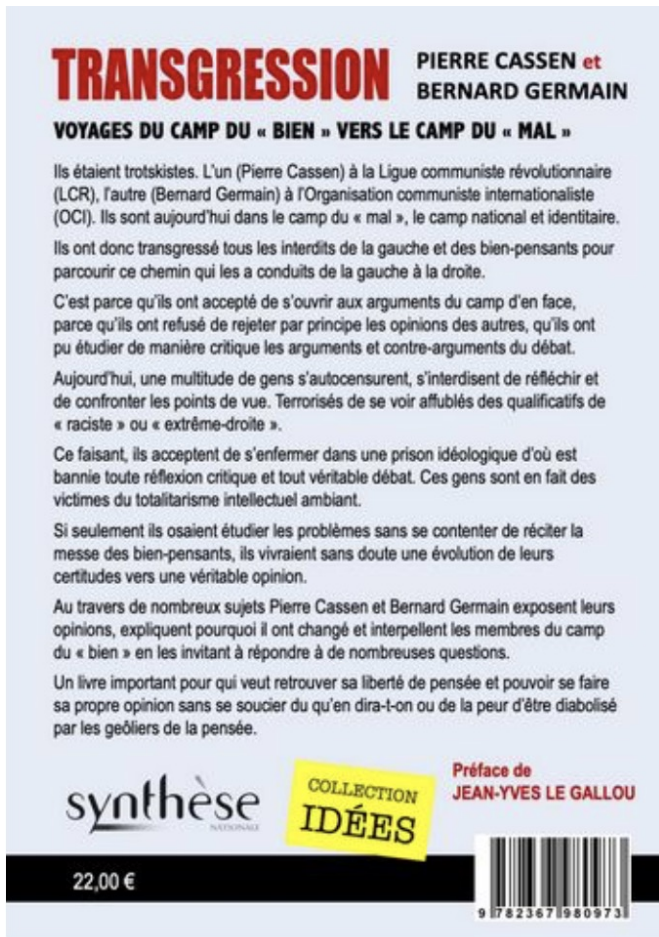 TRANSGRESSION
PIERRE CASSEN et
BERNARD GERMAIN
VOYAGES DU CAMP DU « BIEN » VERS LE CAMP DU « MAL »
Ils étaient trotskistes. L'un (Pierre Cassen) à la Ligue communiste révolutionnaire
(LCR), l'autre (Bernard Germain) à l'Organisation communiste internationaliste
(OCI). Ils sont aujourd'hui dans le camp du « mal », le camp national et identitaire.
Ils ont donc transgressé tous les interdits de la gauche et des bien-pensants pour
parcourir ce chemin qui les a conduits de la gauche à la droite.
C'est parce qu'ils ont accepté de s'ouvrir aux arguments du camp d'en face,
parce qu'ils ont refusé de rejeter par principe les opinions des autres, qu'ils ont
pu étudier de manière critique les arguments et contre-arguments du débat.
Aujourd'hui, une multitude de gens s'autocensurent, s'interdisent de réfléchir et
de confronter les points de vue. Terrorisés de se voir affublés des qualificatifs de
« raciste » ou « extrême-droite ».
Ce faisant, ils acceptent de s'enfermer dans une prison idéologique d'où est
bannie toute réflexion critique et tout véritable débat. Ces gens sont en fait des
victimes du totalitarisme intellectuel ambiant.
Si seulement ils osaient étudier les problèmes sans se contenter de réciter la
messe des bien-pensants, ils vivraient sans doute une évolution de leurs
certitudes vers une véritable opinion.
Au travers de nombreux sujets Pierre Cassen et Bernard Germain exposent leurs
opinions, expliquent pourquoi il ont changé et interpellent les membres du camp
du « bien » en les invitant à répondre à de nombreuses questions.
Un livre important pour qui veut retrouver sa liberté de pensée et pouvoir se faire
sa propre opinion sans se soucier du qu'en dira-t-on ou de la peur d'être diabolisé
par les geôliers de la pensée.
synthèse
NATIONALE
COLLECTION
IDÉES
Préface de
JEAN-YVES LE GALLOU
22,00 €
9 782367 980973